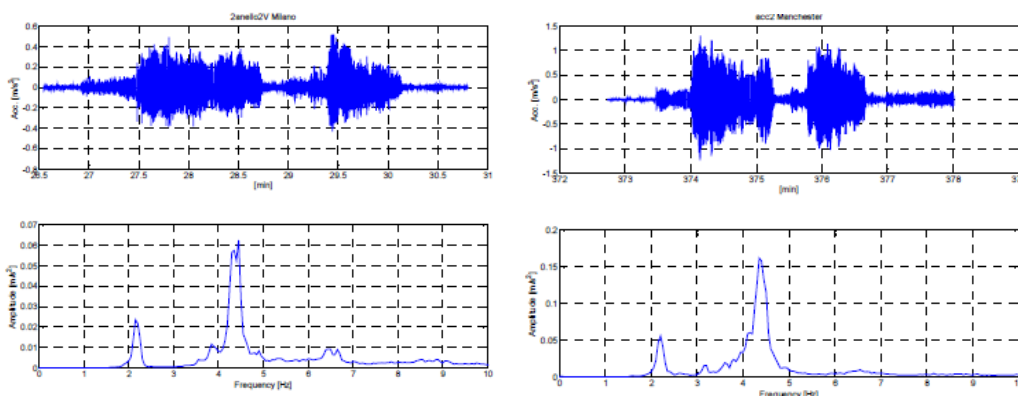 2anello2V Milano
0.6
0.4
0.2
0
-0.2
-0.4
-0.6
-0.8
Acc. [m/s²]
26.5 27 27.5 28 28.5 29 29.5 30 30.5 31
[min]
acc2 Manchester
1.5
1
0.5
0
-0.5
-1
-1.5
Acc. [m/s²]
372 373 374 375 376 377 378 37
[min]
0.07
0.06
0.05
0.04
0.03
0.02
0.01
0
Amplitude [m/s²]
0 1 2 3 4 5 6 7 8 9 10
Frequency [Hz]
0.2
0.15
0.1
0.05
0
Amplitude [m/s²]
0 1 2 3 4 5 6 7 8 9 10
Frequency [Hz]